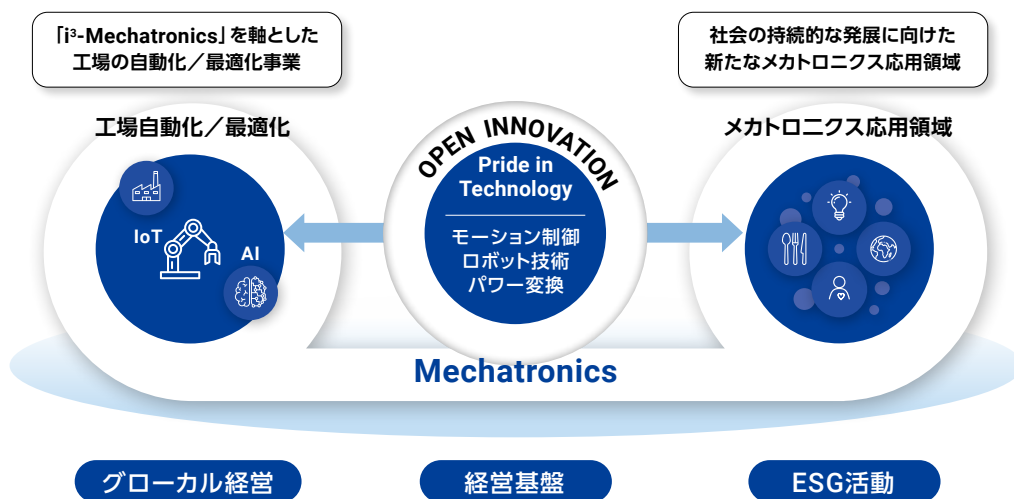 「i³-Mechatronics」を軸とした
工場の自動化／最適化事業
社会の持続的な発展に向けた
新たなメカトロニクス応用領域
工場自動化／最適化
IoT
AI
OPEN INNOVATION
Pride in
Technology
モーション制御
ロボット技術
パワー変換
メカトロニクス応用領域
Mechatronics
グローカル経営
経営基盤
ESG活動